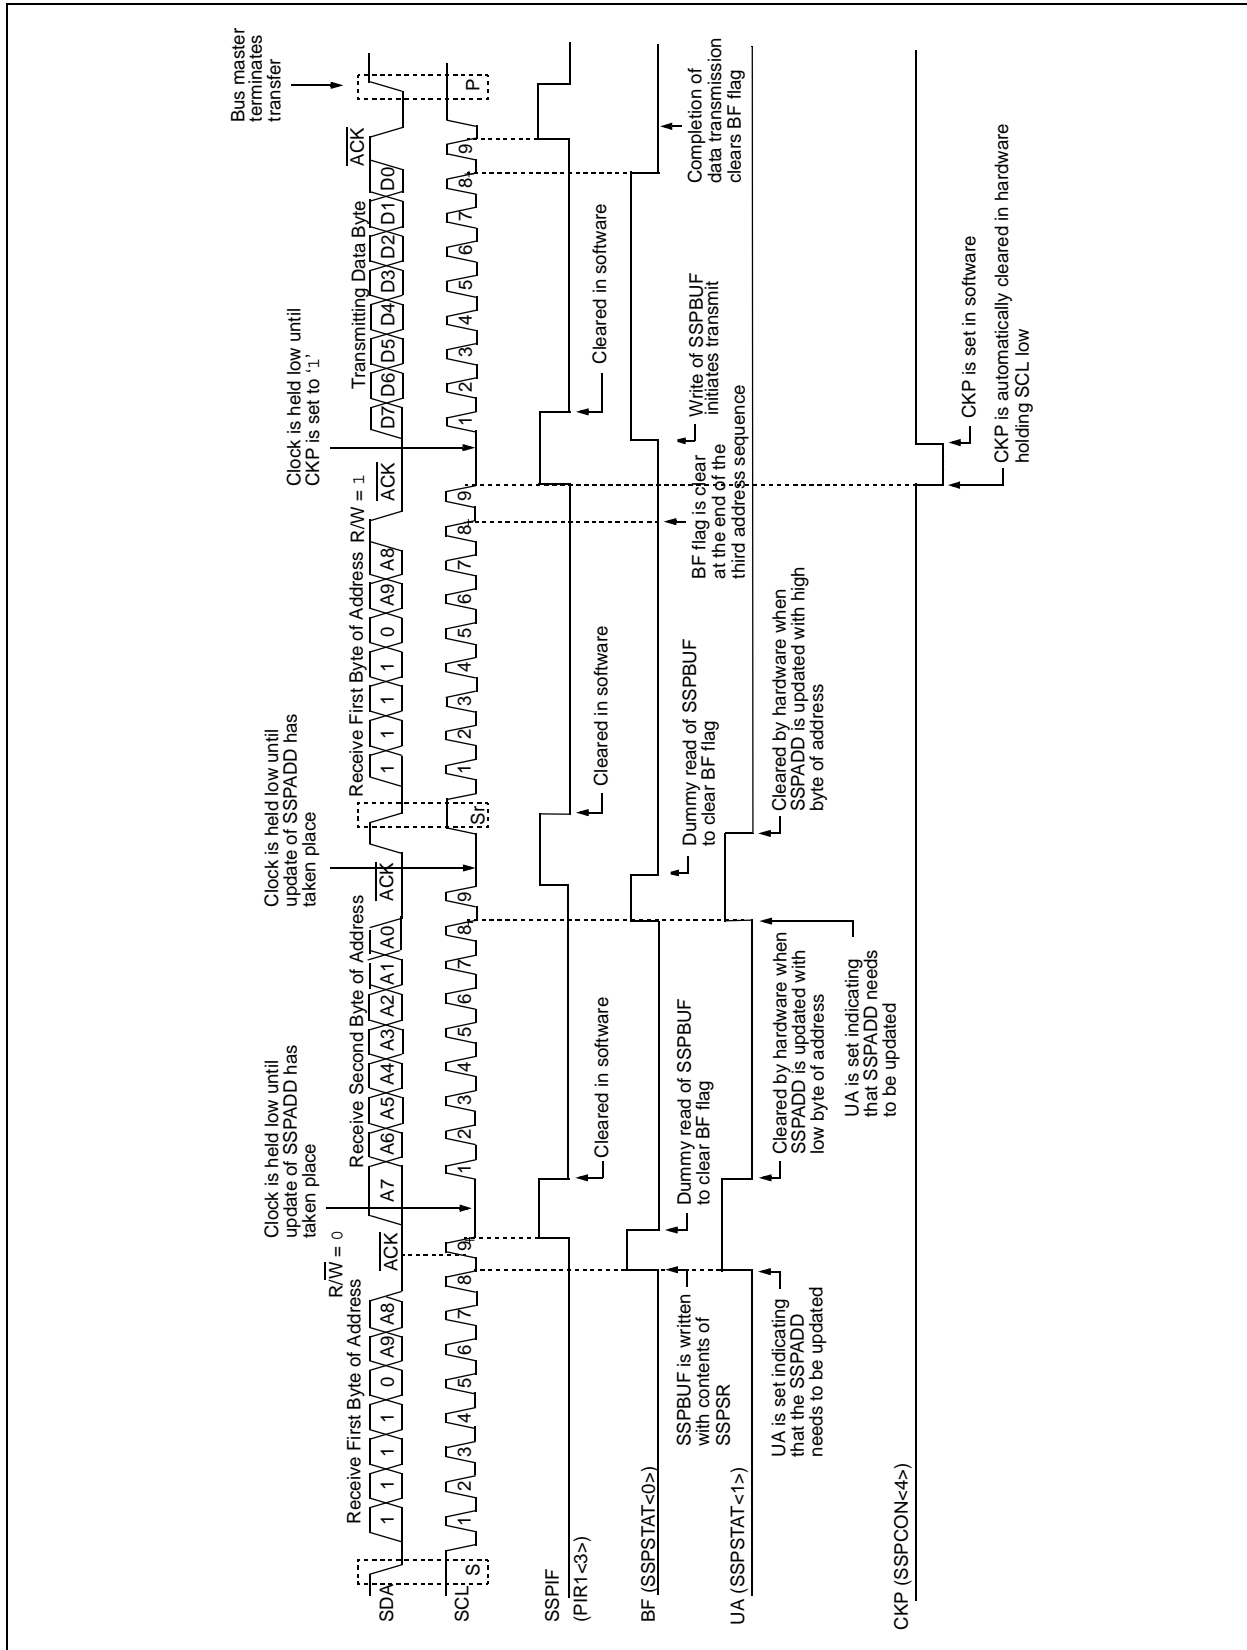 Bus master
terminates
transfer
Clock is held low until
CKP is set to ‘1’
Clock is held low until
update of SSPADD has
taken place
Clock is held low until
update of SSPADD has
taken place
Receive First Byte of Address
R/W = 0
ACK
Receive Second Byte of Address
ACK
Receive First Byte of Address
R/W = 1
ACK
Transmitting Data Byte
ACK
SDA
1 1 1 1 0 A9 A8
A7 A6 A5 A4 A3 A2 A1 A0
1 1 1 1 0 A9 A8
D7 D6 D5 D4 D3 D2 D1 D0
SCL
S
1 2 3 4 5 6 7 8 9
1 2 3 4 5 6 7 8 9
Sr
1 2 3 4 5 6 7 8 9
1 2 3 4 5 6 7 8 9
P
SSPIF
(PIR1<3>)
Cleared in software
Cleared in software
Cleared in software
BF (SSPSTAT<0>)
SSPBUF is written
with contents of
SSPSR
Dummy read of SSPBUF
to clear BF flag
Dummy read of SSPBUF
to clear BF flag
BF flag is clear
at the end of the
third address sequence
Write of SSPBUF
initiates transmit
Completion of
data transmission
clears BF flag
UA (SSPSTAT<1>)
UA is set indicating
that the SSPADD
needs to be updated
Cleared by hardware when
SSPADD is updated with
low byte of address
UA is set indicating
that SSPADD needs
to be updated
Cleared by hardware when
SSPADD is updated with high
byte of address
CKP (SSPCON<4>)
CKP is set in software
CKP is automatically cleared in hardware
holding SCL low